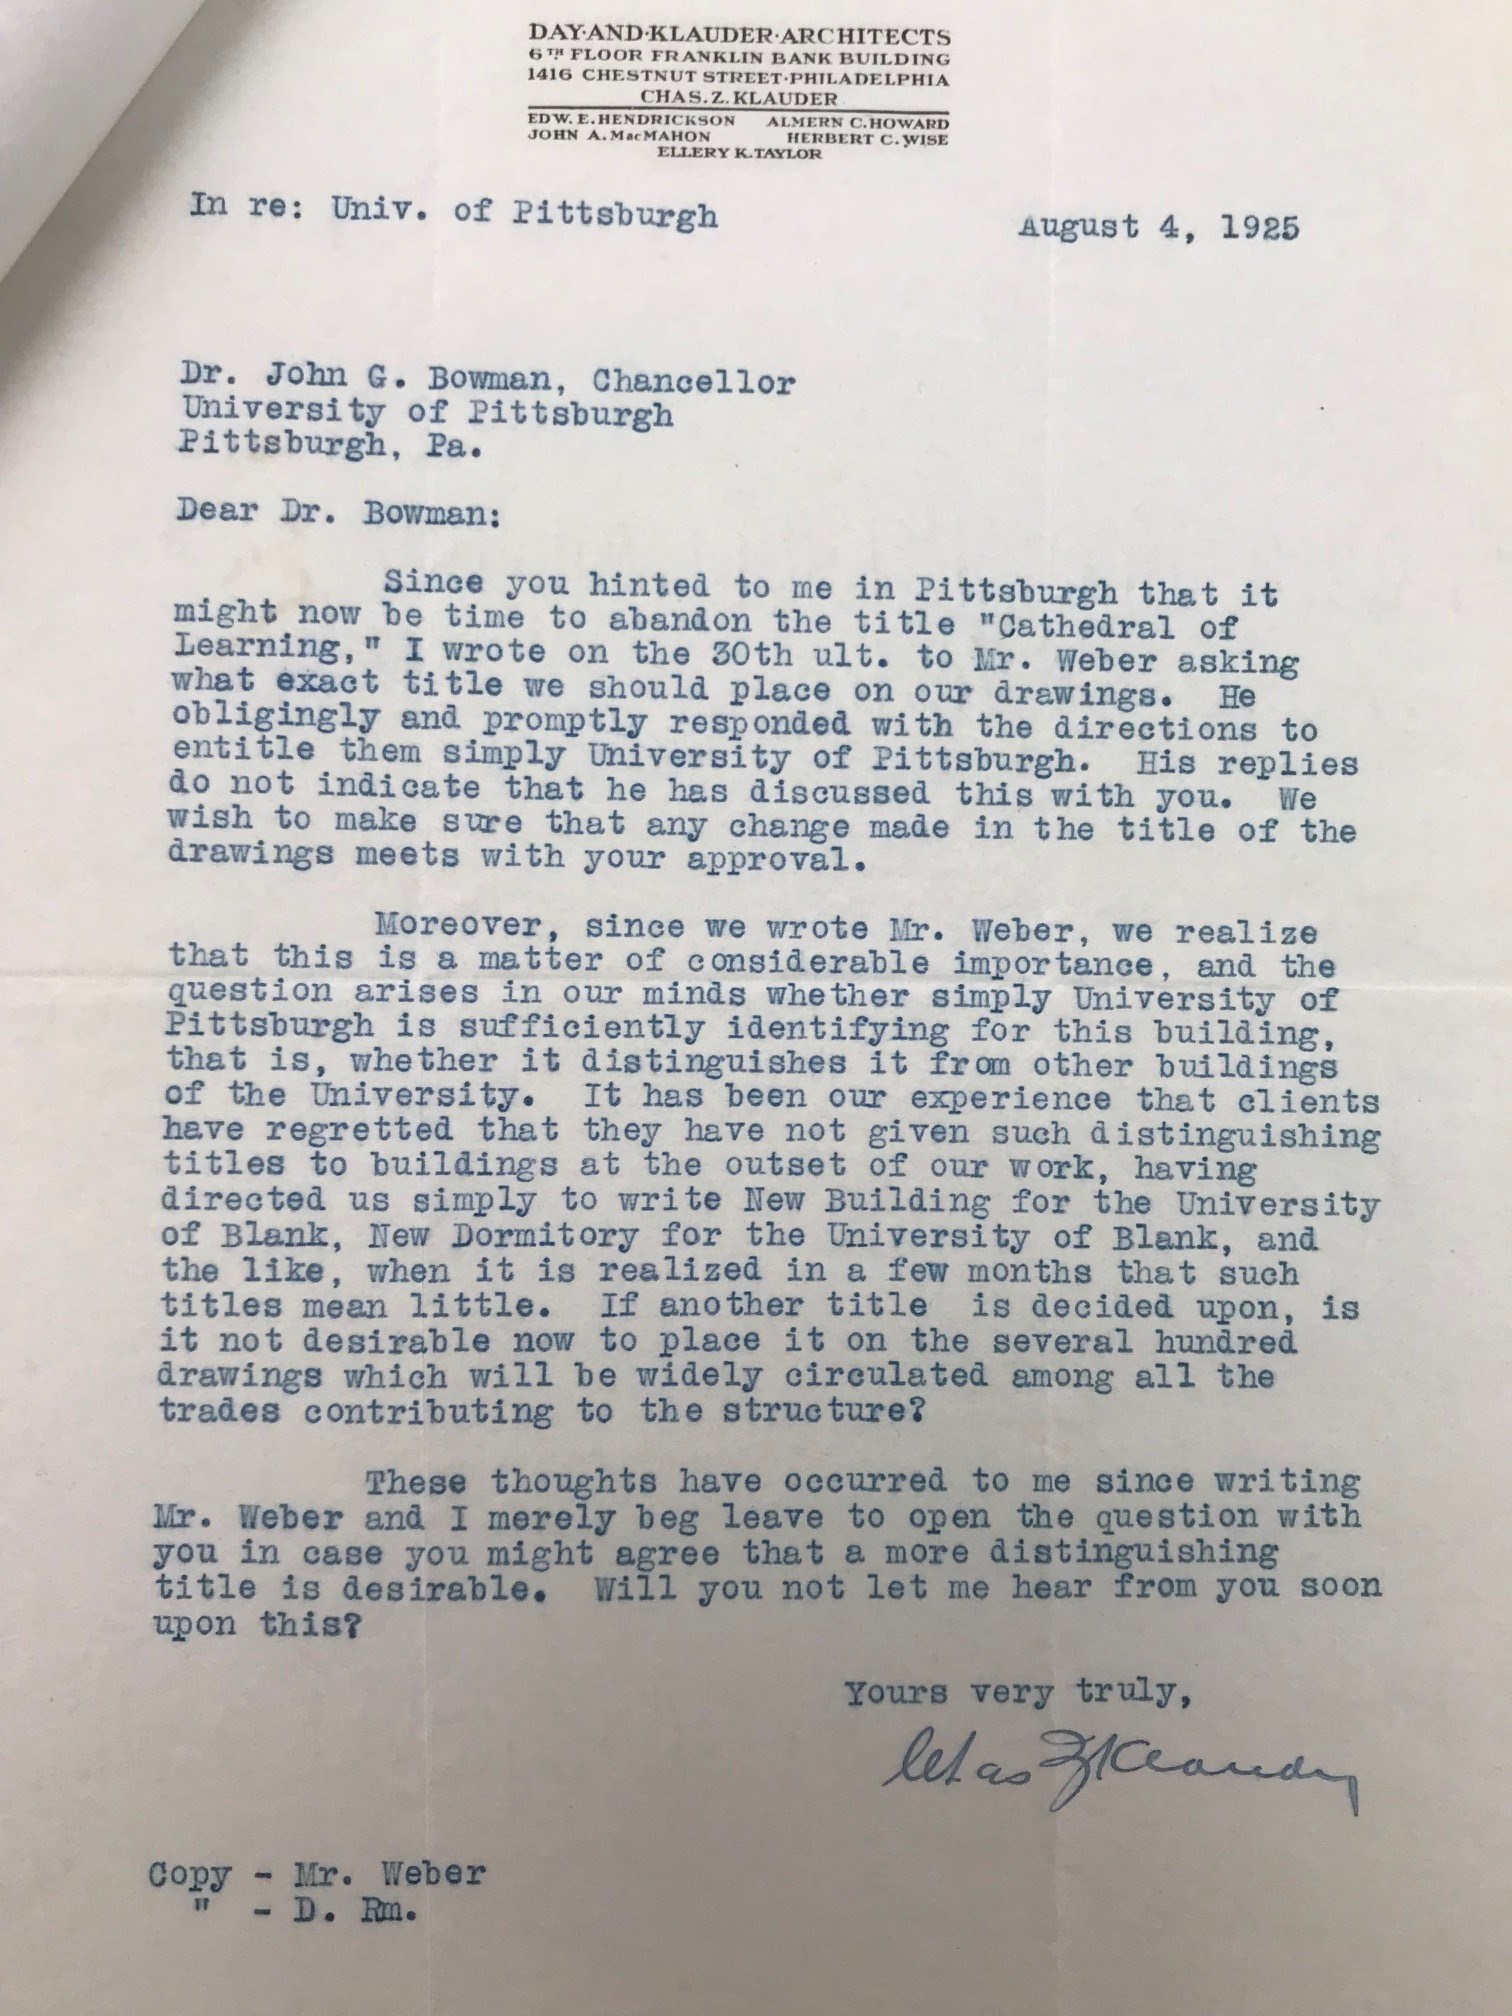 DAY·AND·KLAUDER·ARCHITECTS
6TH FLOOR FRANKLIN BANK BUILDING
1416 CHESTNUT STREET·PHILADELPHIA
CHAS. Z. KLAUDER
EDW. E. HENDRICKSON ALMERN C. HOWARD
JOHN A. MacMAHON HERBERT C. WISE
ELLERY K. TAYLOR
In re: Univ. of Pittsburgh August 4, 1925
Dr. John G. Bowman, Chancellor
University of Pittsburgh
Pittsburgh, Pa.
Dear Dr. Bowman:
Since you hinted to me in Pittsburgh that it
might now be time to abandon the title "Cathedral of
Learning," I wrote on the 30th ult. to Mr. Weber asking
what exact title we should place on our drawings. He
obligingly and promptly responded with the directions to
entitle them simply University of Pittsburgh. His replies
do not indicate that he has discussed this with you. We
wish to make sure that any change made in the title of the
drawings meets with your approval.
Moreover, since we wrote Mr. Weber, we realize
that this is a matter of considerable importance, and the
question arises in our minds whether simply University of
Pittsburgh is sufficiently identifying for this building,
that is, whether it distinguishes it from other buildings
of the University. It has been our experience that clients
have regretted that they have not given such distinguishing
titles to buildings at the outset of our work, having
directed us simply to write New Building for the University
of Blank, New Dormitory for the University of Blank, and
the like, when it is realized in a few months that such
titles mean little. If another title is decided upon, is
it not desirable now to place it on the several hundred
drawings which will be widely circulated among all the
trades contributing to the structure?
These thoughts have occurred to me since writing
Mr. Weber and I merely beg leave to open the question with
you in case you might agree that a more distinguishing
title is desirable. Will you not let me hear from you soon
upon this?
Yours very truly,
Chas Z Klauder
Copy - Mr. Weber
" - D. Rm.